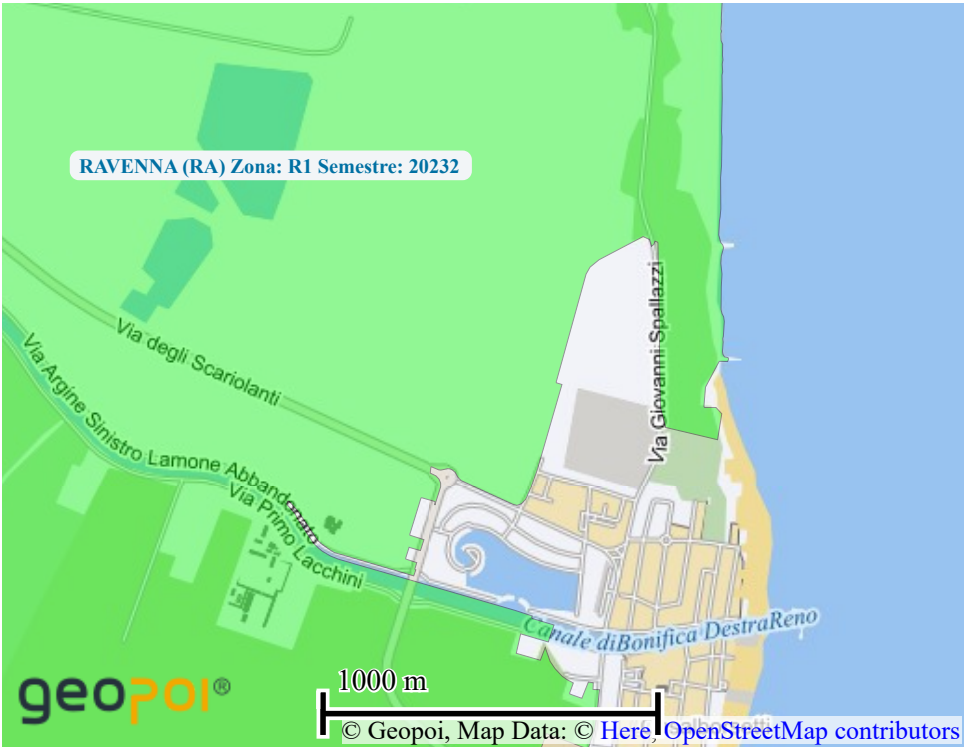 RAVENNA (RA) Zona: R1 Semestre: 20232
Via Giovanni Spallazzi
Via degli Scariolanti
Via Argine Sinistro Lamone Abbandonato
Via Primo Lacchini
Canale diBonifica DestraReno
geopoi®
1000 m
© Geopoi, Map Data: © Here, OpenStreetMap contributors